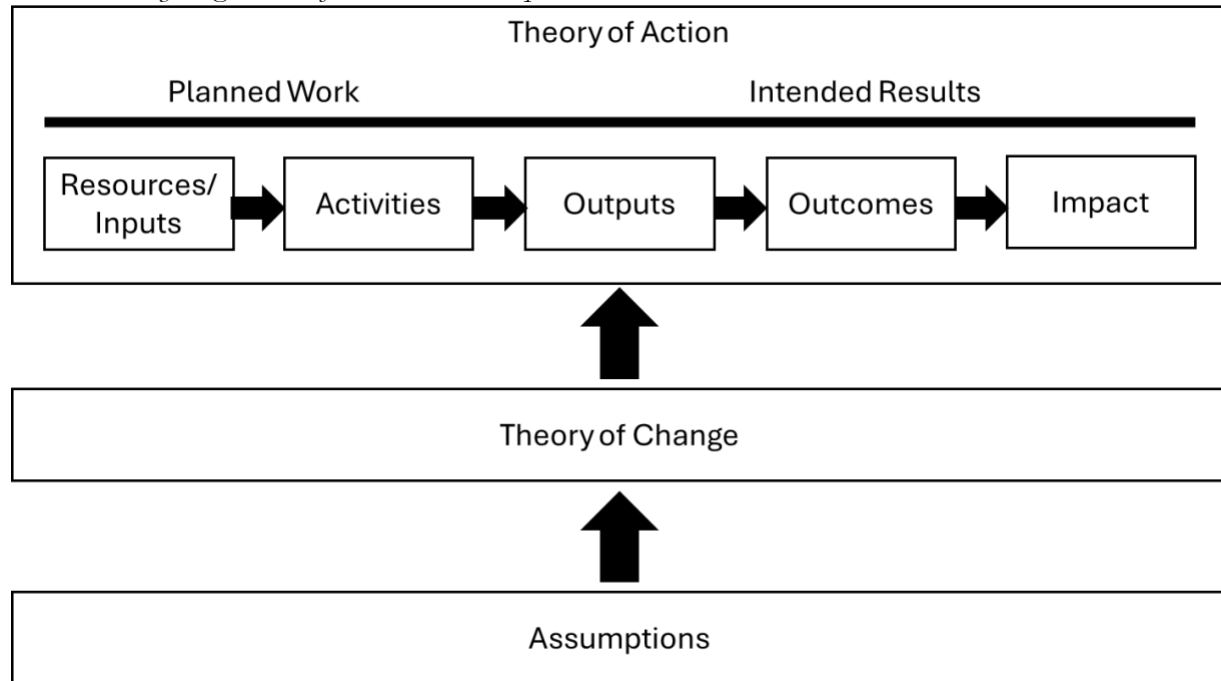 Theory of Action
Planned Work
Intended Results
Resources/
Inputs
Activities
Outputs
Outcomes
Impact
Theory of Change
Assumptions